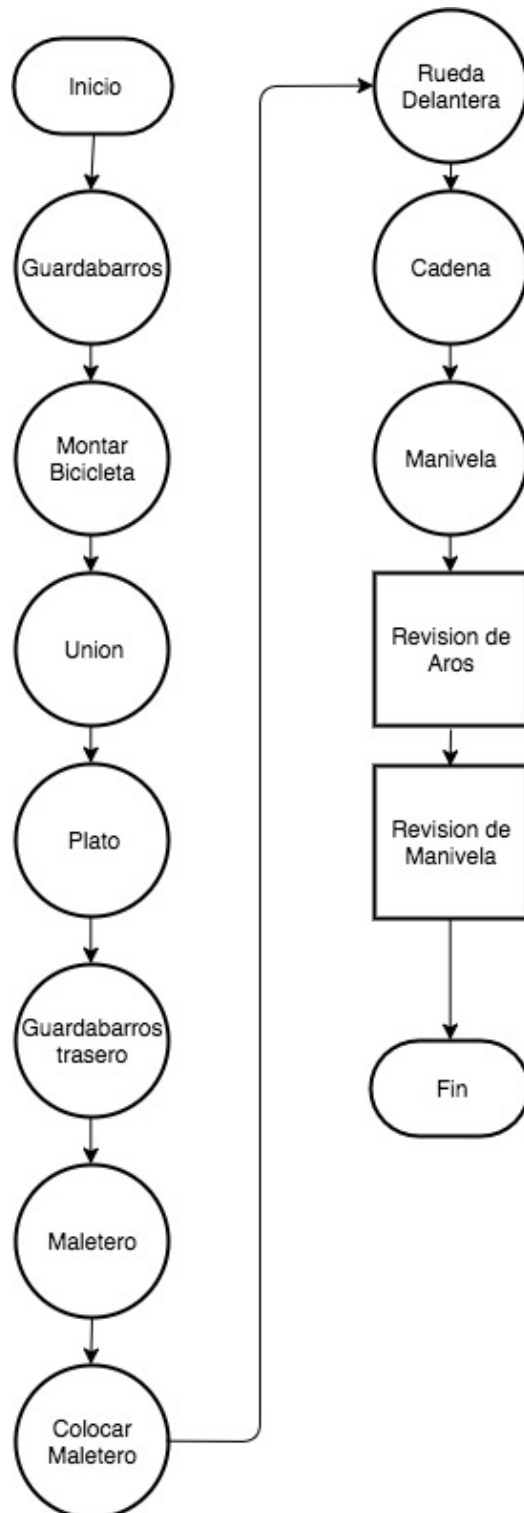 Inicio
Guardabarros
Montar
Bicicleta
Union
Plato
Guardabarros
trasero
Maletero
Colocar
Maletero
Rueda
Delantera
Cadena
Manivela
Revision de
Aros
Revision de
Manivela
Fin